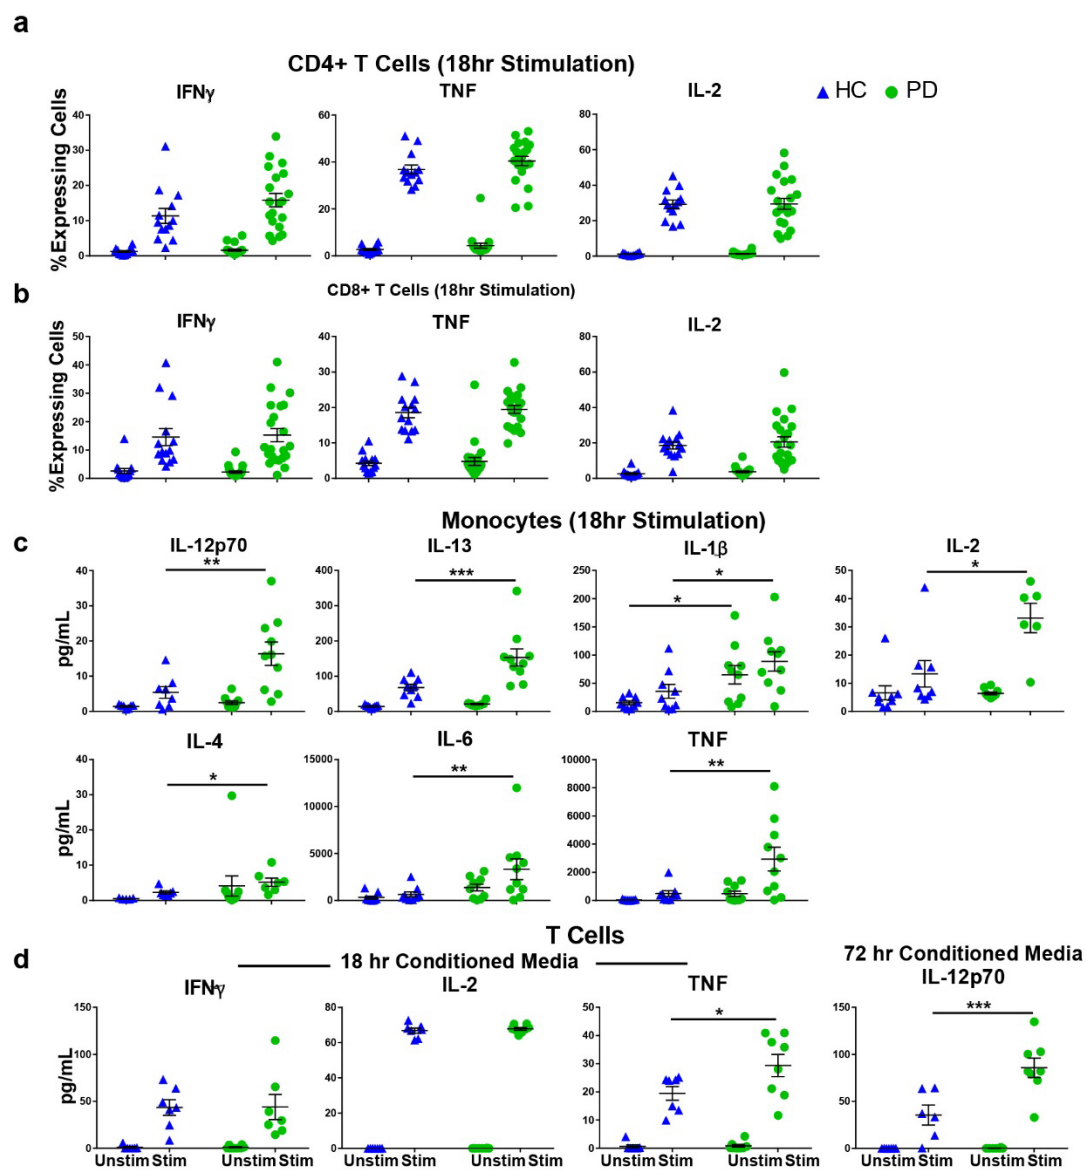 a
CD4+ T Cells (18hr Stimulation)
IFNγ TNF IL-2 HC PD
%Expressing Cells
40 60 80
30 60
40
20 40
20
10 20
0 0 0
b
CD8+ T Cells (18hr Stimulation)
IFNγ TNF IL-2
%Expressing Cells
50 40 80
40 30 60
30
20 40
20
10 10 20
0 0 0
Monocytes (18hr Stimulation)
c
IL-12p70 IL-13 IL-1β IL-2
pg/mL
** *** * * *
40 400 250 50
30 300 200 40
150 30
20 200
100 20
10 100 50 10
0 0 0 0
IL-4 IL-6 TNF
pg/mL
* ** **
40 15000 10000
30 10000 8000
6000
20
5000 4000
10 2000
0 0 0
T Cells
d
18 hr Conditioned Media 72 hr Conditioned Media
IFNγ IL-2 TNF IL-12p70
pg/mL
* ***
150 80 50 150
60 40
100 100
40 30
20
50 20 50
10
0 0 0 0
Unstim Stim Unstim Stim Unstim Stim Unstim Stim Unstim Stim Unstim Stim Unstim Stim Unstim Stim